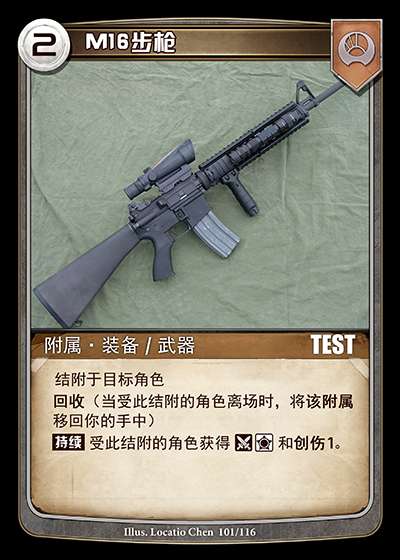 2 M16步枪
附属 · 装备 / 武器 TEST
结附于目标角色
回收（当受此结附的角色离场时，将该附属
移回你的手中）
持续 受此结附的角色获得 和创伤1。
Illus. Locatio Chen 101/116